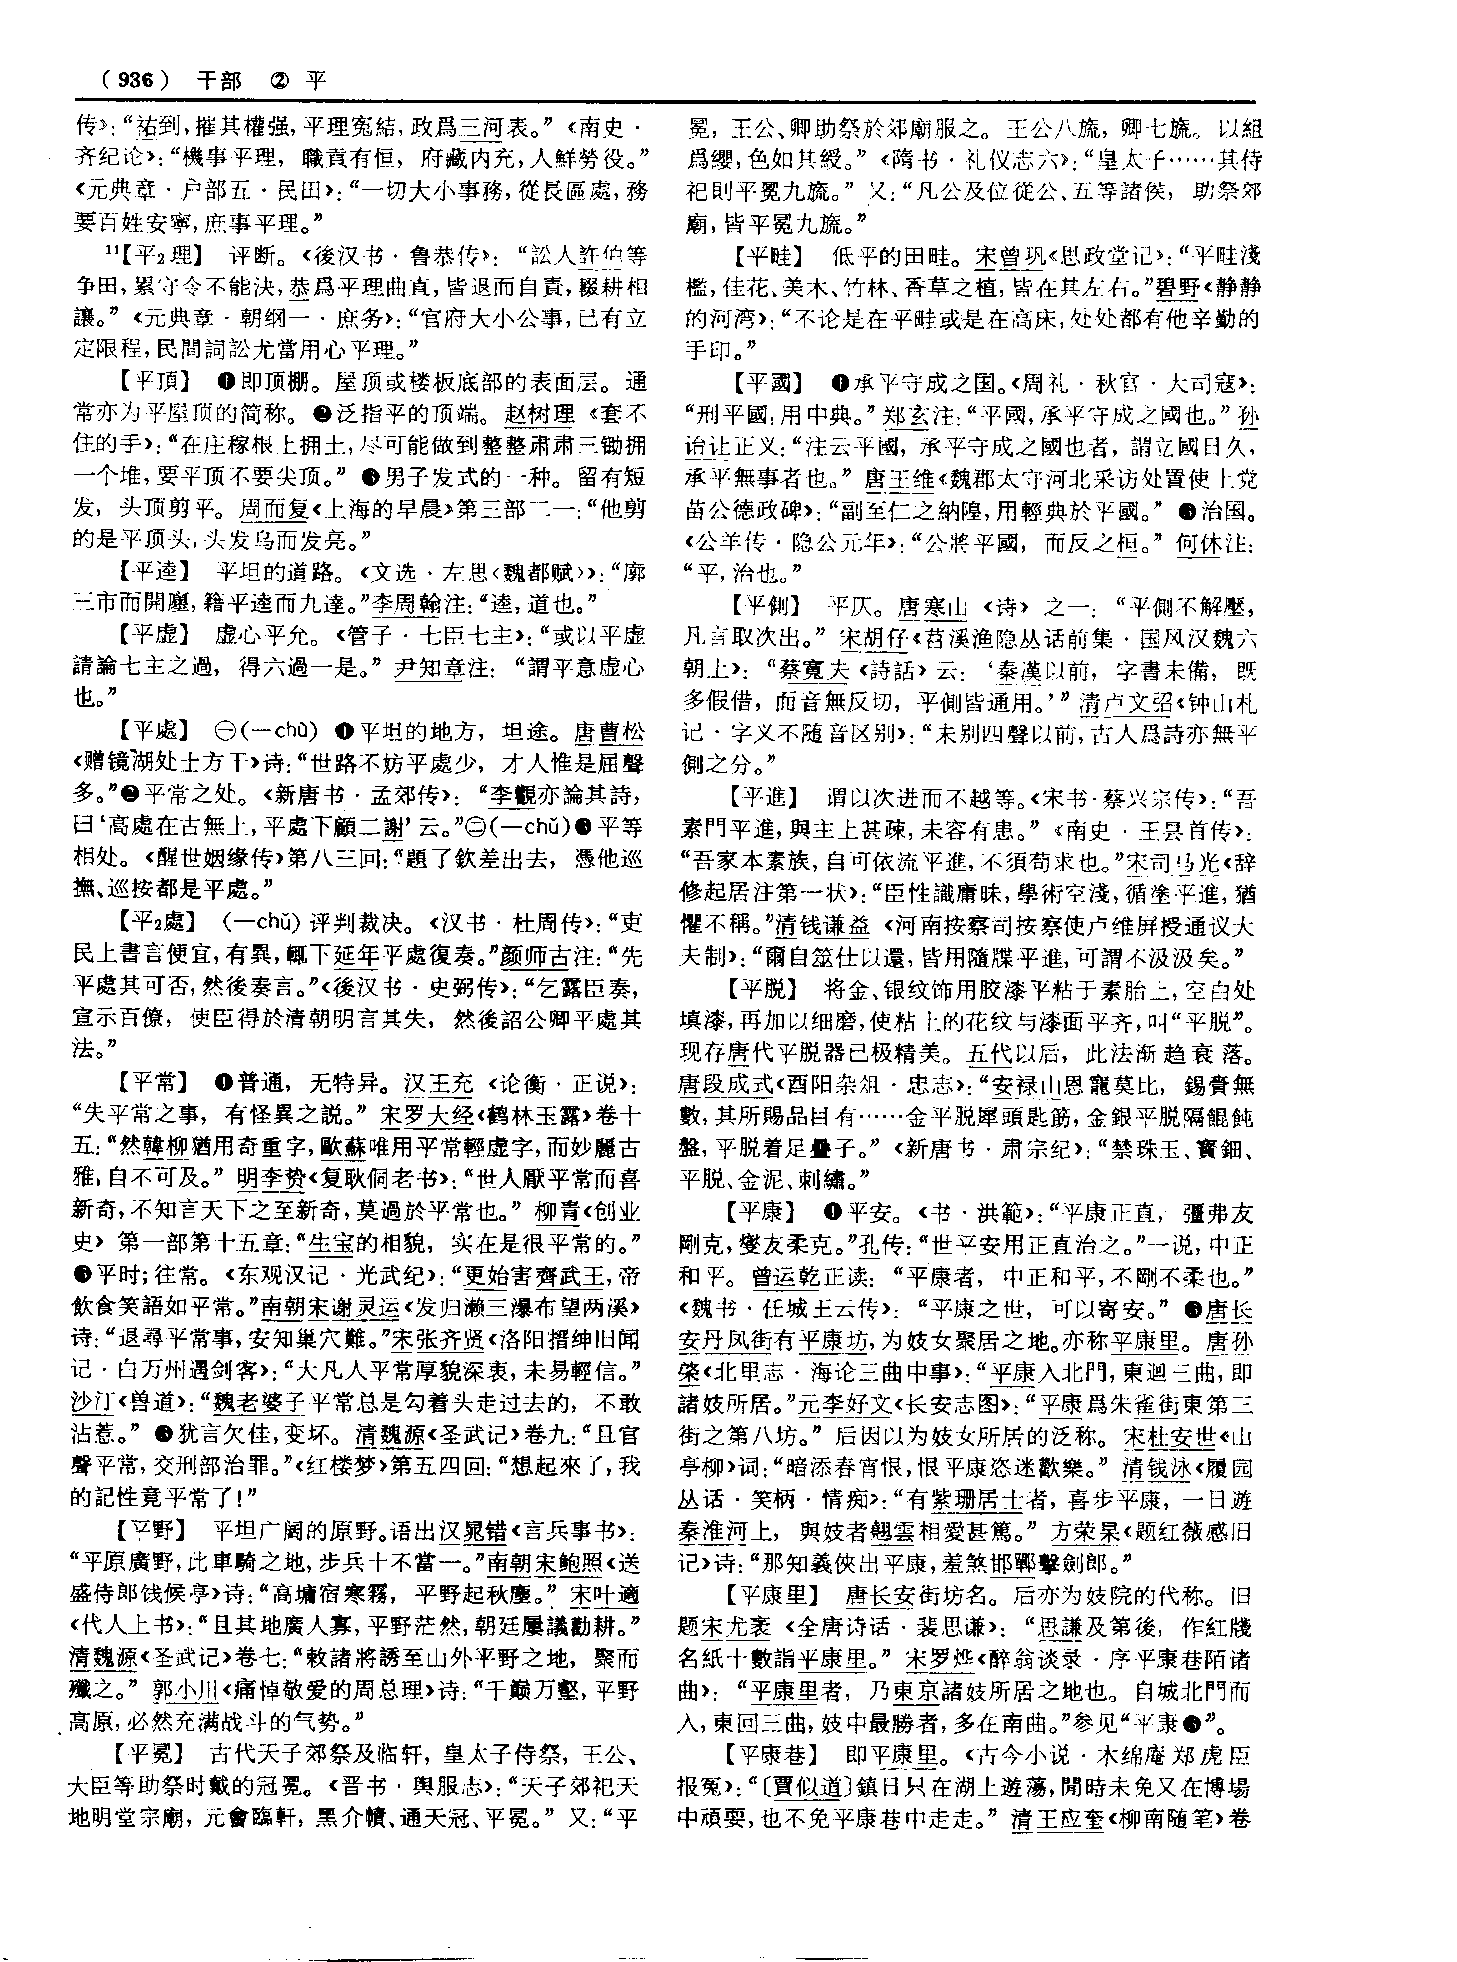 (936) 干部 ② 平
传》：“祐到，摧其權强，平理冤結，政爲三河表。”《南史·
齐纪论》：“機事平理，職貢有恒，府藏内充，人鮮勞役。”
《元典章·户部五·民田》：“一切大小事務，從長區處，務
要百姓安寧，庶事平理。”
¹¹【平₂理】 评断。《後汉书·鲁恭传》：“訟人許伯等
争田，累守令不能決，恭爲平理曲直，皆退而自責，輟耕相
讓。”《元典章·朝纲一·庶务》：“官府大小公事，已有立
定限程，民間詞訟尤當用心平理。”
【平頂】 ❶即顶棚。屋顶或楼板底部的表面层。通
常亦为平屋顶的简称。❷泛指平的顶端。赵树理《套不
住的手》：“在庄稼根上拥土，尽可能做到整整肃肃三锄拥
一个堆，要平顶不要尖顶。”❸男子发式的一种。留有短
发，头顶剪平。周而复《上海的早晨》第三部二一：“他剪
的是平顶头，头发乌而发亮。”
【平逵】 平坦的道路。《文选·左思〈魏都赋〉》：“廓
三市而開廛，籍平逵而九達。”李周翰注：“逵，道也。”
【平虚】 虚心平允。《管子·七臣七主》：“或以平虚
請論七主之過，得六過一是。”尹知章注：“謂平意虚心
也。”
【平處】 ㊀(—chù) ❶平坦的地方，坦途。唐曹松
《赠镜湖处士方干》诗：“世路不妨平處少，才人惟是屈聲
多。”❷平常之处。《新唐书·孟郊传》：“李觀亦論其詩，
曰‘高處在古無上，平處下顧二謝’云。”㊁(—chǔ)❸平等
相处。《醒世姻缘传》第八三回：“題了欽差出去，憑他巡
撫、巡按都是平處。”
【平₂處】 (—chǔ) 评判裁决。《汉书·杜周传》：“吏
民上書言便宜，有異，輒下延年平處復奏。”颜师古注：“先
平處其可否，然後奏言。”《後汉书·史弼传》：“乞露臣奏，
宣示百僚，使臣得於清朝明言其失，然後詔公卿平處其
法。”
【平常】 ❶普通，无特异。汉王充《论衡·正说》：
“失平常之事，有怪異之説。”宋罗大经《鹤林玉露》卷十
五：“然韓柳猶用奇重字，歐蘇唯用平常輕虚字，而妙麗古
雅，自不可及。”明李贽《复耿侗老书》：“世人厭平常而喜
新奇，不知言天下之至新奇，莫過於平常也。”柳青《创业
史》第一部第十五章：“生宝的相貌，实在是很平常的。”
❷平时；往常。《东观汉记·光武纪》：“更始害齊武王，帝
飲食笑語如平常。”南朝宋谢灵运《发归濑三瀑布望两溪》
诗：“退尋平常事，安知巢穴難。”宋张齐贤《洛阳搢绅旧闻
记·白万州遇剑客》：“大凡人平常厚貌深衷，未易輕信。”
沙汀《兽道》：“魏老婆子平常总是勾着头走过去的，不敢
沾惹。”❸犹言欠佳，变坏。清魏源《圣武记》卷九：“且官
聲平常，交刑部治罪。”《红楼梦》第五四回：“想起來了，我
的記性竟平常了！”
【平野】 平坦广阔的原野。语出汉晁错《言兵事书》：
“平原廣野，此車騎之地，步兵十不當一。”南朝宋鲍照《送
盛侍郎饯候亭》诗：“高墉宿寒霧，平野起秋塵。”宋叶適
《代人上书》：“且其地廣人寡，平野茫然，朝廷屢議勸耕。”
清魏源《圣武记》卷七：“敕諸將誘至山外平野之地，聚而
殲之。”郭小川《痛悼敬爱的周总理》诗：“千巅万壑，平野
高原，必然充满战斗的气势。”
【平冕】 古代天子郊祭及临轩，皇太子侍祭，王公、
大臣等助祭时戴的冠冕。《晋书·舆服志》：“天子郊祀天
地明堂宗廟，元會臨軒，黑介幘、通天冠、平冕。”又：“平
冕，王公、卿助祭於郊廟服之。王公八旒，卿七旒。以組
爲纓，色如其綬。”《隋书·礼仪志六》：“皇太子……其侍
祀則平冕九旒。”又：“凡公及位從公、五等諸侯，助祭郊
廟，皆平冕九旒。”
【平畦】 低平的田畦。宋曾巩《思政堂记》：“平畦淺
檻，佳花、美木、竹林、香草之植，皆在其左右。”碧野《静静
的河湾》：“不论是在平畦或是在高床，处处都有他辛勤的
手印。”
【平國】 ❶承平守成之国。《周礼·秋官·大司寇》：
“刑平國，用中典。”郑玄注：“平國，承平守成之國也。”孙
诒让正义：“注云平國，承平守成之國也者，謂立國日久，
承平無事者也。”唐王维《魏郡太守河北采访处置使上党
苗公德政碑》：“副至仁之納隍，用輕典於平國。”❷治国。
《公羊传·隐公元年》：“公將平國，而反之桓。”何休注：
“平，治也。”
【平側】 平仄。唐寒山《诗》之一：“平側不解壓，
凡言取次出。”宋胡仔《苕溪渔隐丛话前集·国风汉魏六
朝上》：“蔡寬夫《詩話》云：‘秦漢以前，字書未備，既
多假借，而音無反切，平側皆通用。’”清卢文弨《钟山札
记·字义不随音区别》：“未别四聲以前，古人爲詩亦無平
側之分。”
【平進】 谓以次进而不越等。《宋书·蔡兴宗传》：“吾
素門平進，與主上甚疎，未容有患。”《南史·王昙首传》：
“吾家本素族，自可依流平進，不須苟求也。”宋司马光《辞
修起居注第一状》：“臣性識庸昧，學術空淺，循塗平進，猶
懼不稱。”清钱谦益《河南按察司按察使卢维屏授通议大
夫制》：“爾自筮仕以還，皆用隨牒平進，可謂不汲汲矣。”
【平脱】 将金、银纹饰用胶漆平粘于素胎上，空白处
填漆，再加以细磨，使粘上的花纹与漆面平齐，叫“平脱”。
现存唐代平脱器已极精美。五代以后，此法渐趋衰落。
唐段成式《酉阳杂俎·忠志》：“安禄山恩寵莫比，錫賚無
數，其所賜品目有……金平脱犀頭匙筯，金銀平脱隔餛飩
盤，平脱着足疊子。”《新唐书·肃宗纪》：“禁珠玉、寶鈿、
平脱、金泥、刺繡。”
【平康】 ❶平安。《书·洪範》：“平康正直，彊弗友
剛克，燮友柔克。”孔传：“世平安用正直治之。”一说，中正
和平。曾运乾正读：“平康者，中正和平，不剛不柔也。”
《魏书·任城王云传》：“平康之世，可以寄安。”❷唐长
安丹凤街有平康坊，为妓女聚居之地。亦称平康里。唐孙
棨《北里志·海论三曲中事》：“平康入北門，東迴三曲，即
諸妓所居。”元李好文《长安志图》：“平康爲朱雀街東第三
街之第八坊。”后因以为妓女所居的泛称。宋杜安世《山
亭柳》词：“暗添春宵恨，恨平康恣迷歡樂。”清钱泳《履园
丛话·笑柄·情痴》：“有紫珊居士者，喜步平康，一日遊
秦淮河上，與妓者翹雲相愛甚篤。”方荣杲《题红薇感旧
记》诗：“那知義俠出平康，羞煞邯鄲擊劍郎。”
【平康里】 唐长安街坊名。后亦为妓院的代称。旧
题宋尤袤《全唐诗话·裴思谦》：“思謙及第後，作紅牋
名紙十數詣平康里。”宋罗烨《醉翁谈录·序平康巷陌诸
曲》：“平康里者，乃東京諸妓所居之地也。自城北門而
入，東回三曲，妓中最勝者，多在南曲。”参见“平康❷”。
【平康巷】 即平康里。《古今小说·木绵庵郑虎臣
报冤》：“〔賈似道〕鎮日只在湖上遊蕩，閒時未免又在博場
中頑耍，也不免平康巷中走走。”清王应奎《柳南随笔》卷